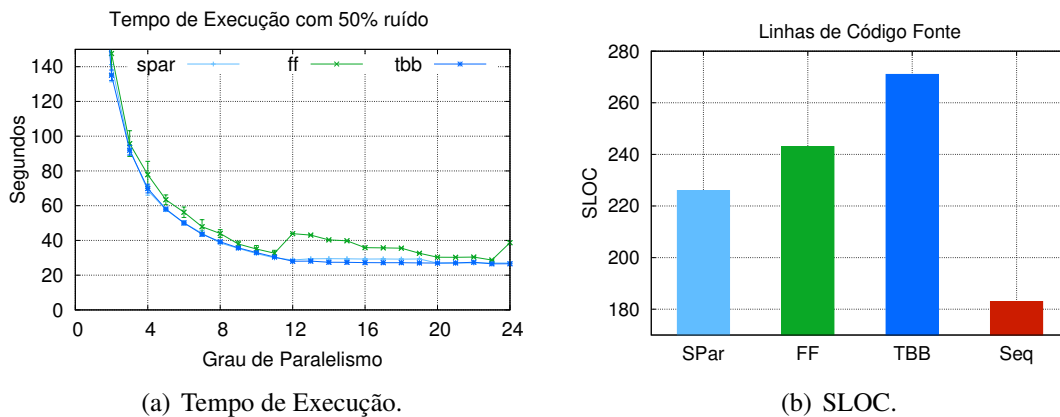 Tempo de Execução com 50% ruído
spar ff tbb
140
120
100
80
60
40
20
0
Segundos
0 4 8 12 16 20 24
Grau de Paralelismo
(a) Tempo de Execução.
Linhas de Código Fonte
280
260
240
220
200
180
SLOC
SPar FF TBB Seq
(b) SLOC.